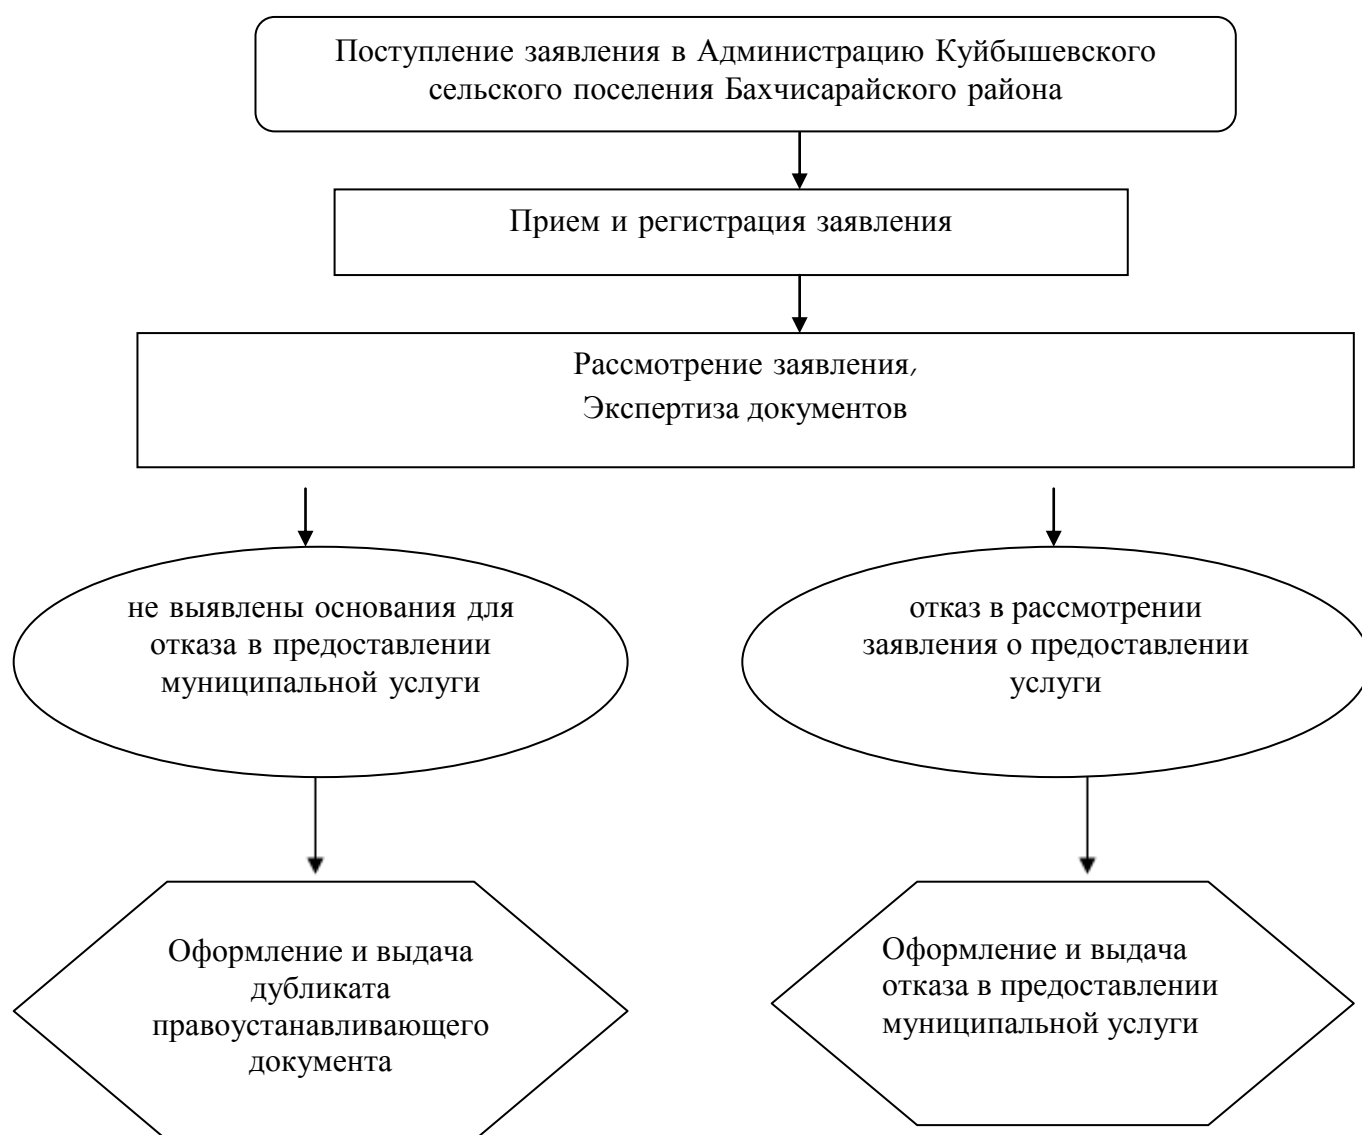 Поступление заявления в Администрацию Куйбышевского
сельского поселения Бахчисарайского района
Прием и регистрация заявления
Рассмотрение заявления,
Экспертиза документов
не выявлены основания для
отказа в предоставлении
муниципальной услуги
отказ в рассмотрении
заявления о предоставлении
услуги
Оформление и выдача
дубликата
правоустанавливающего
документа
Оформление и выдача
отказа в предоставлении
муниципальной услуги